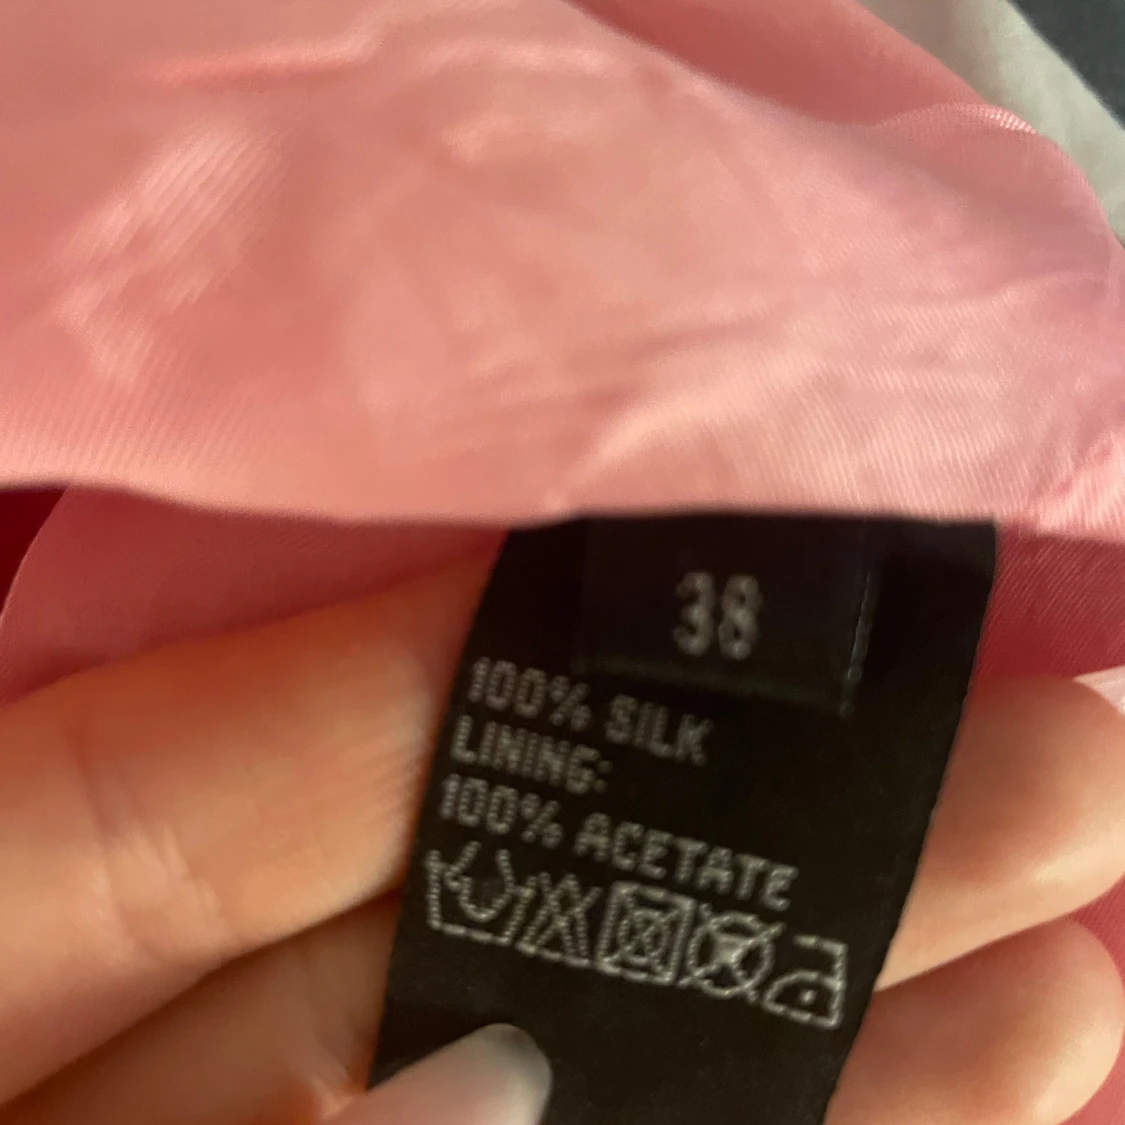 38
100% SILK
LINING:
100% ACETATE